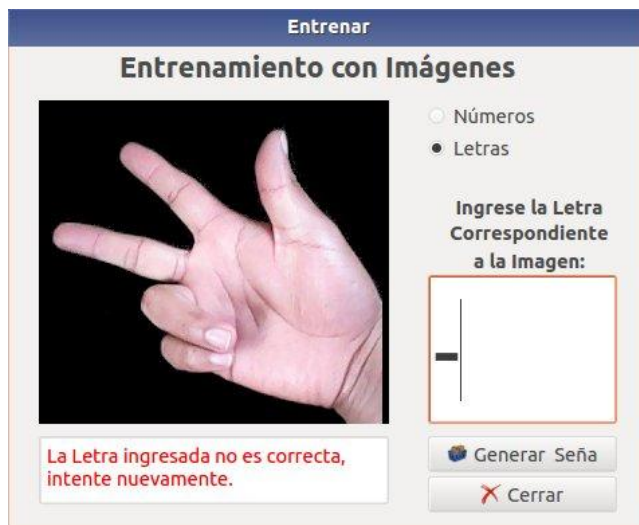 Entrenar
Entrenamiento con Imágenes
Números
Letras
Ingrese la Letra
Correspondiente
a la Imagen:
-
La Letra ingresada no es correcta,
intente nuevamente.
Generar Seña
Cerrar